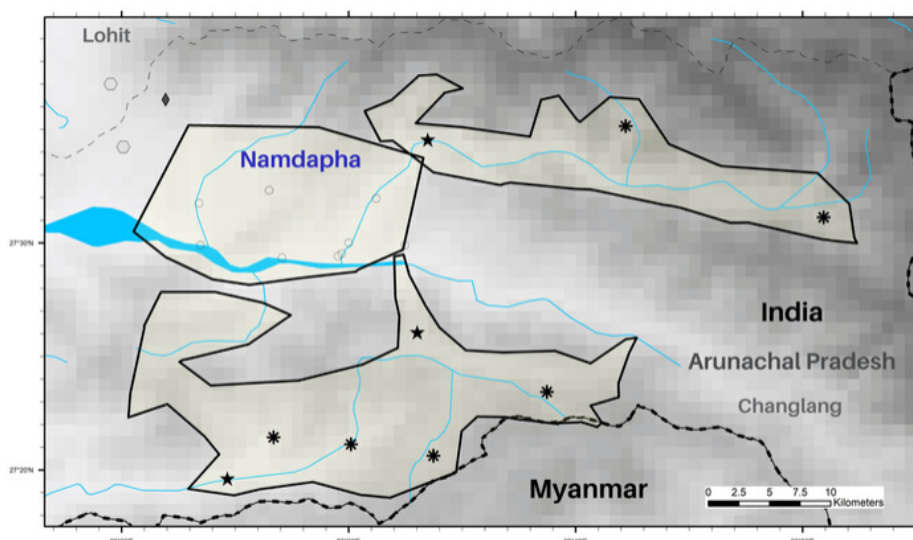 Lohit
Namdapha
27°30'N
India
Arunachal Pradesh
Changlang
27°20'N
Myanmar
0 2.5 5 7.5 10
Kilometers